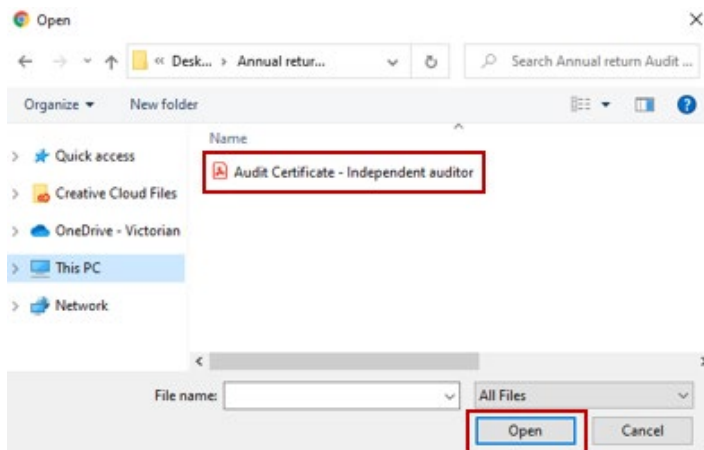 Open
« Desk... › Annual retur...
Search Annual return Audit ...
Organize
New folder
Name
Quick access
Audit Certificate - Independent auditor
Creative Cloud Files
OneDrive - Victorian
This PC
Network
File name:
All Files
Open
Cancel